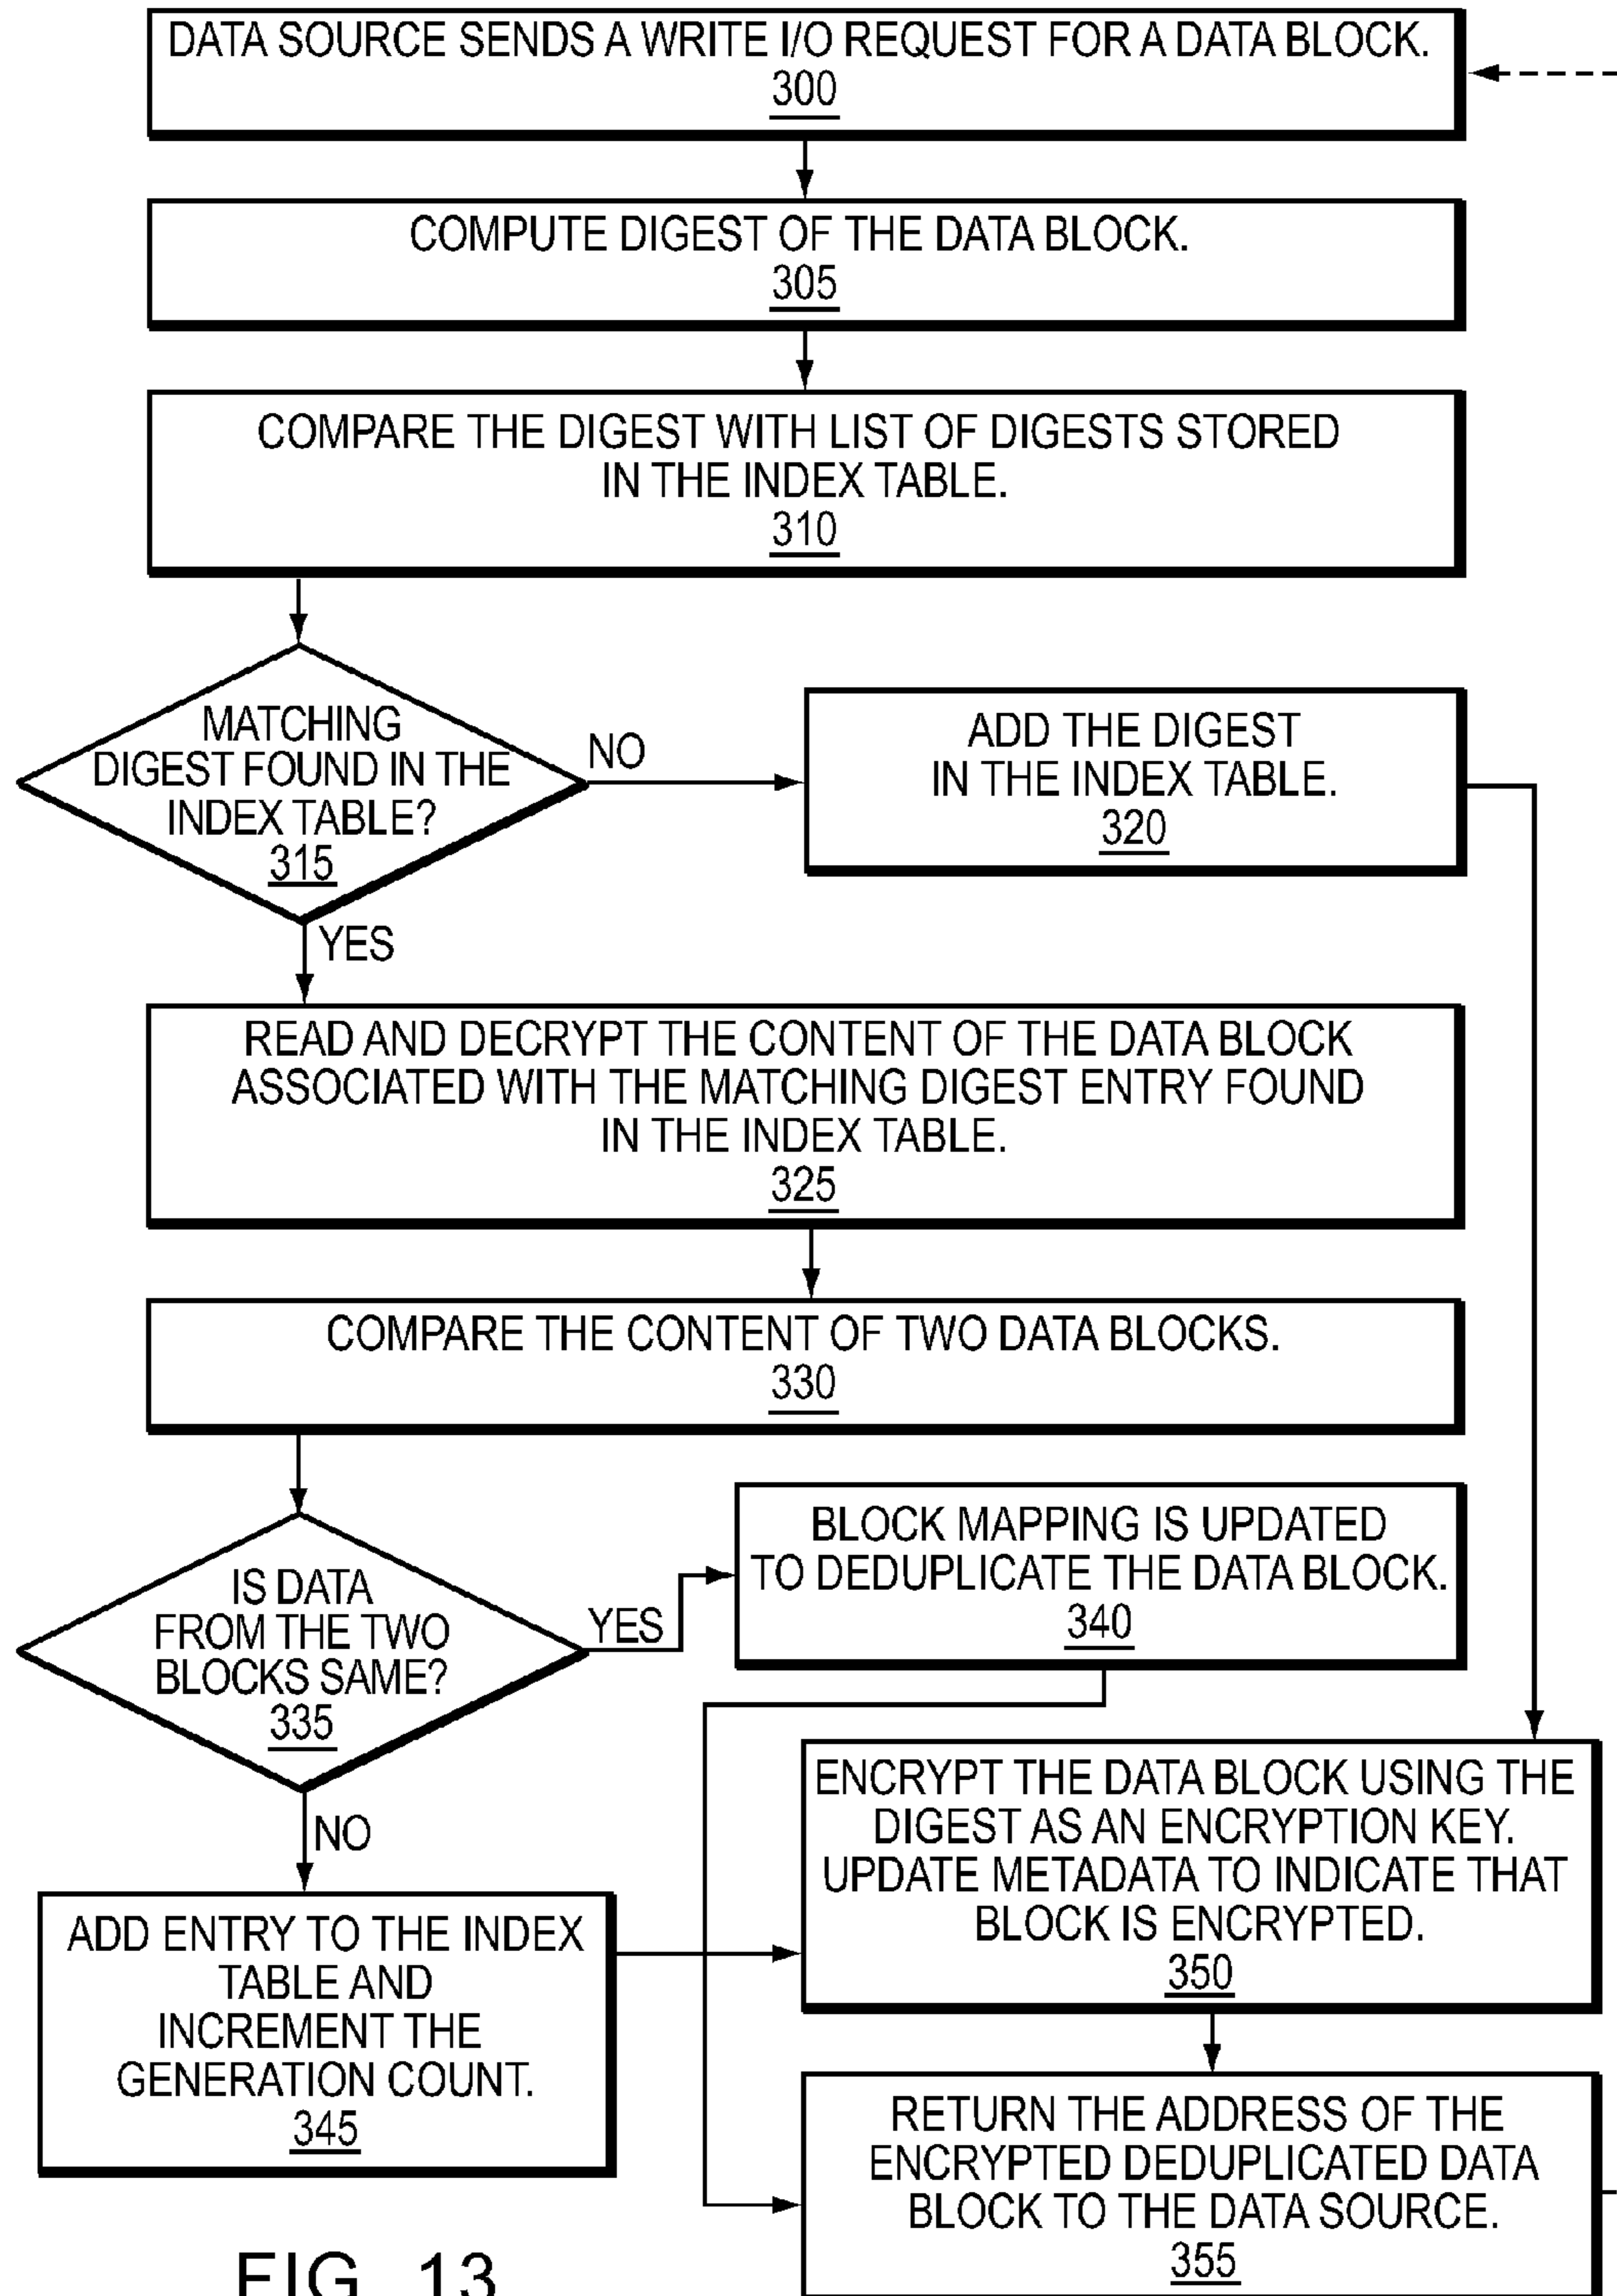 DATA SOURCE SENDS A WRITE I/O REQUEST FOR A DATA BLOCK.
300
COMPUTE DIGEST OF THE DATA BLOCK.
305
COMPARE THE DIGEST WITH LIST OF DIGESTS STORED
IN THE INDEX TABLE.
310
MATCHING
DIGEST FOUND IN THE
INDEX TABLE?
315
NO
ADD THE DIGEST
IN THE INDEX TABLE.
320
YES
READ AND DECRYPT THE CONTENT OF THE DATA BLOCK
ASSOCIATED WITH THE MATCHING DIGEST ENTRY FOUND
IN THE INDEX TABLE.
325
COMPARE THE CONTENT OF TWO DATA BLOCKS.
330
IS DATA
FROM THE TWO
BLOCKS SAME?
335
YES
BLOCK MAPPING IS UPDATED
TO DEDUPLICATE THE DATA BLOCK.
340
NO
ADD ENTRY TO THE INDEX
TABLE AND
INCREMENT THE
GENERATION COUNT.
345
ENCRYPT THE DATA BLOCK USING THE
DIGEST AS AN ENCRYPTION KEY.
UPDATE METADATA TO INDICATE THAT
BLOCK IS ENCRYPTED.
350
RETURN THE ADDRESS OF THE
ENCRYPTED DEDUPLICATED DATA
BLOCK TO THE DATA SOURCE.
355
FIG. 13